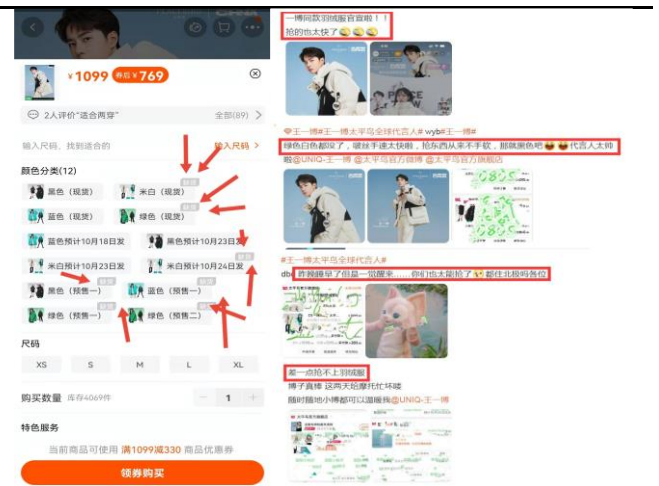 ¥1099 券后¥769
2人评价“适合两穿” 全部(89) >
输入尺码，找到适合的 输入尺码 >
颜色分类(12)
黑色（现货） 米白（现货）
蓝色（现货） 绿色（现货）
蓝色预计10月18日发 黑色预计10月23日发
米白预计10月23日发 米白预计10月24日发
黑色（预售一） 蓝色（预售一）
绿色（预售一） 绿色（预售二）
尺码
XS S M L XL
购买数量 库存4069件 − 1 +
特色服务
当前商品可使用 满1099减330 商品优惠券
领券购买
一博同款羽绒服官宣啦！！
抢的也太快了
王一博#王一博太平鸟全球代言人# wyb#王一博#
绿色白色都没了，破丝手速太快啦，抢东西从来不手软，那就黑色吧 代言人太帅
啦@UNIQ-王一博 @太平鸟官方微博 @太平鸟官方旗舰店
#王一博太平鸟全球代言人#
昨晚睡早了但是一觉醒来……你们也太能抢了 都住北极吗各位
差一点抢不上羽绒服
博子真棒 这两天给摩托忙坏喽
随时随地小博都可以温暖我@UNIQ-王一博